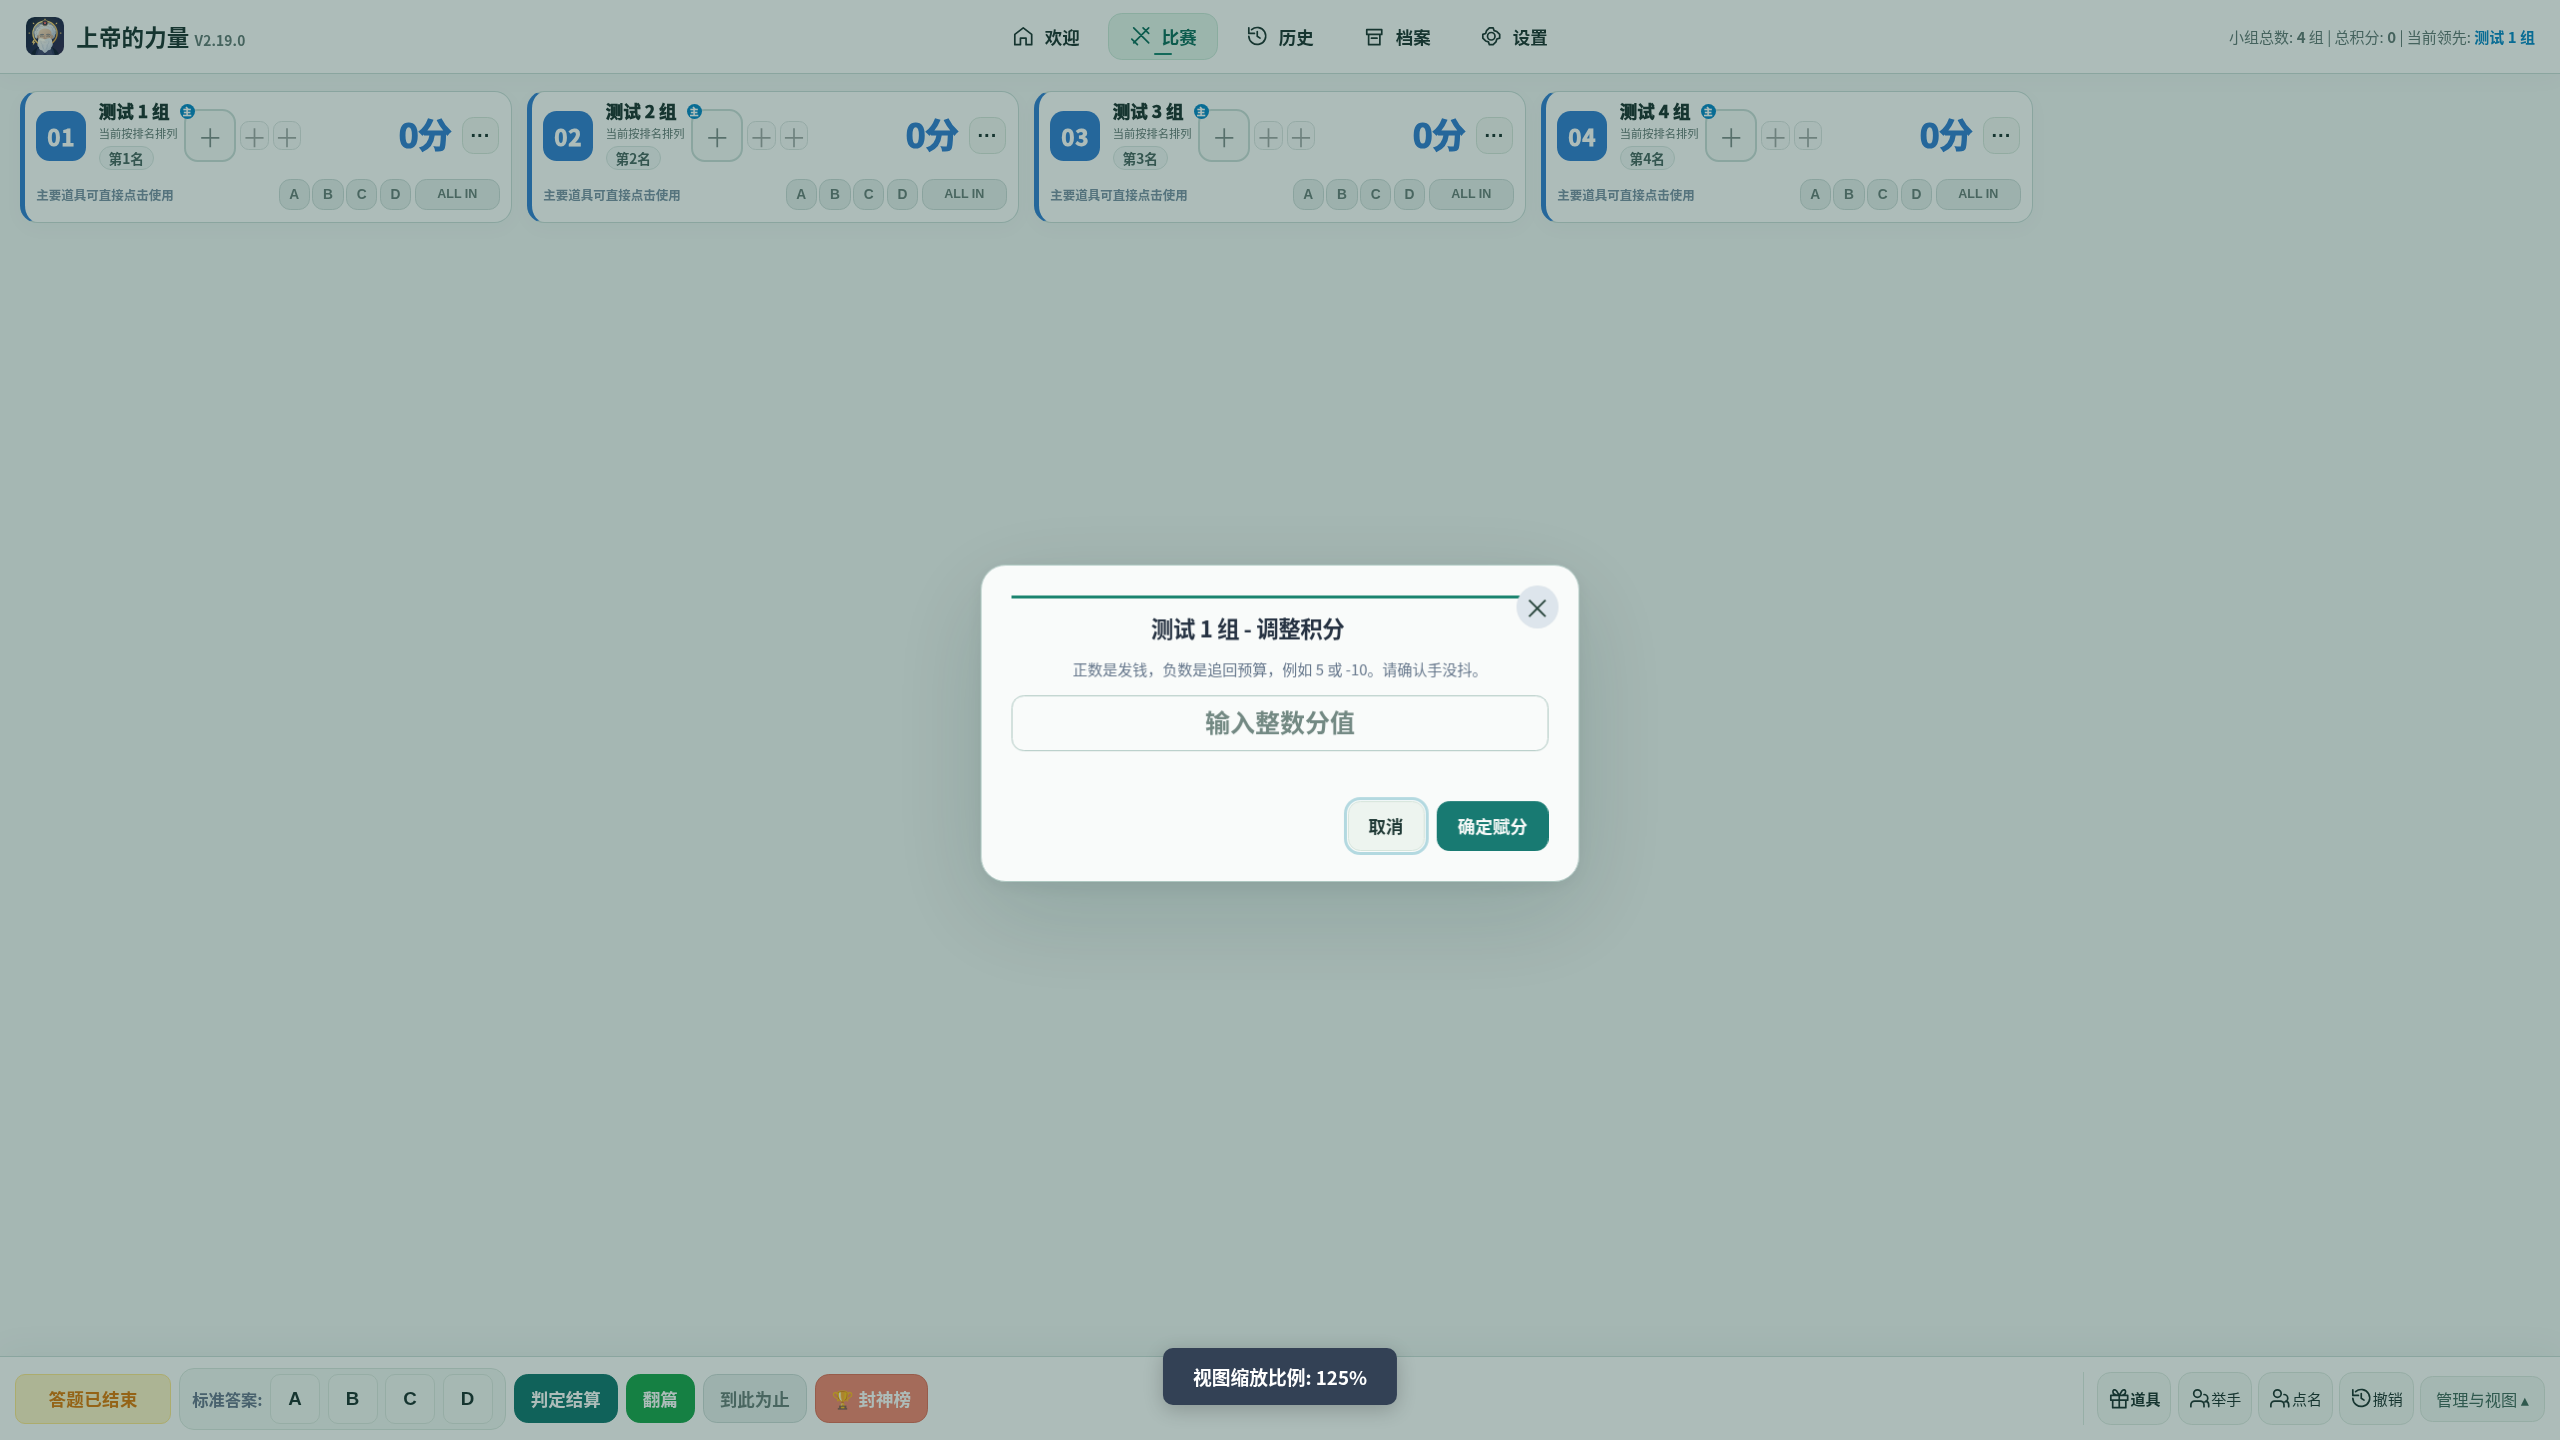 上帝的力量 V2.19.0
欢迎
比赛
历史
档案
设置
小组总数: 4 组 | 总积分: 0 | 当前领先: 测试 1 组
01
测试 1 组
主
当前按排名排列
第1名
0分
...
主要道具可直接点击使用
A B C D ALL IN
02
测试 2 组
主
当前按排名排列
第2名
0分
...
主要道具可直接点击使用
A B C D ALL IN
03
测试 3 组
主
当前按排名排列
第3名
0分
...
主要道具可直接点击使用
A B C D ALL IN
04
测试 4 组
主
当前按排名排列
第4名
0分
...
主要道具可直接点击使用
A B C D ALL IN
测试 1 组 - 调整积分
正数是发钱，负数是追回预算，例如 5 或 -10。请确认手没抖。
输入整数分值
取消
确定赋分
视图缩放比例: 125%
答题已结束
标准答案: A B C D
判定结算
翻篇
到此为止
🏆 封神榜
道具
举手
点名
撤销
管理与视图 ▴